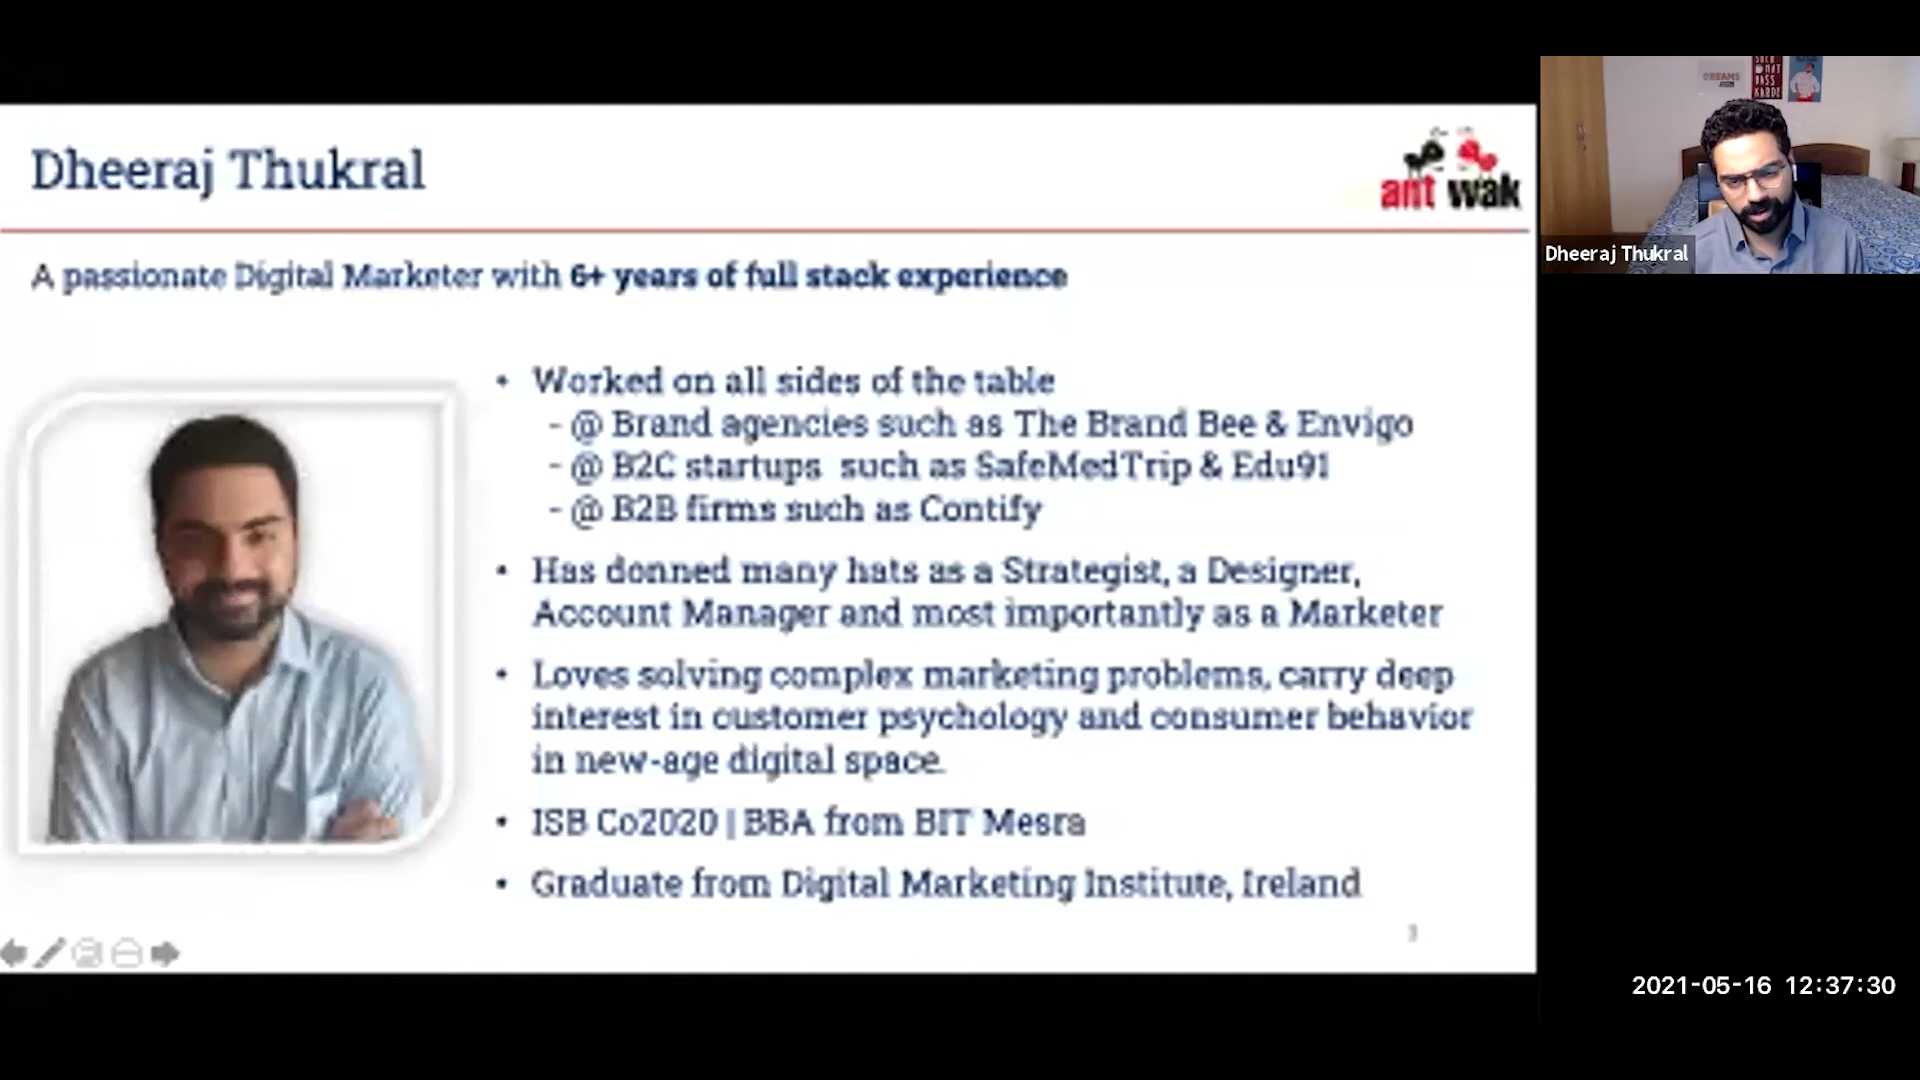 Dheeraj Thukral
ant wak
A passionate Digital Marketer with 6+ years of full stack experience
• Worked on all sides of the table
- @ Brand agencies such as The Brand Bee & Envigo
- @ B2C startups such as SafeMedTrip & Edu91
- @ B2B firms such as Contify
• Has donned many hats as a Strategist, a Designer,
Account Manager and most importantly as a Marketer
• Loves solving complex marketing problems, carry deep
interest in customer psychology and consumer behavior
in new-age digital space.
• ISB Co2020 | BBA from BIT Mesra
• Graduate from Digital Marketing Institute, Ireland
3
DREAMS
KARDE
Dheeraj Thukral
2021-05-16 12:37:30